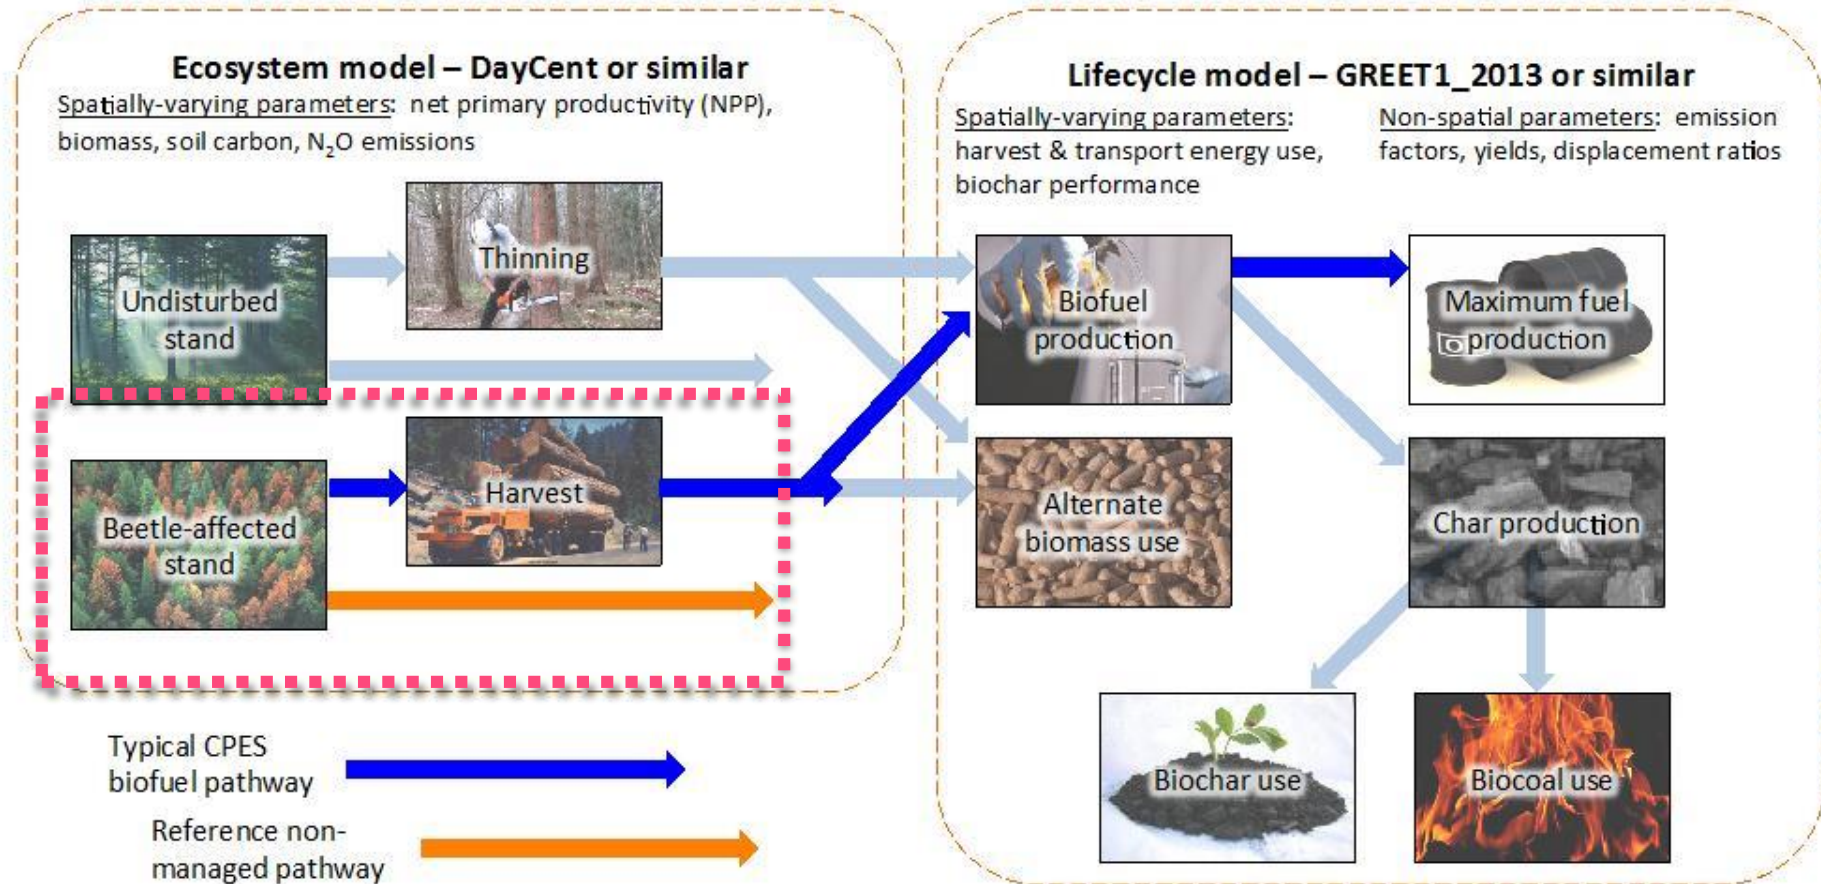 Ecosystem model – DayCent or similar
Spatially-varying parameters: net primary productivity (NPP),
biomass, soil carbon, N₂O emissions
Undisturbed
stand
Thinning
Beetle-affected
stand
Harvest
Typical CPES
biofuel pathway
Reference non-
managed pathway
Lifecycle model – GREET1_2013 or similar
Spatially-varying parameters:
harvest & transport energy use,
biochar performance
Non-spatial parameters: emission
factors, yields, displacement ratios
Biofuel
production
Maximum fuel
production
Alternate
biomass use
Char production
Biochar use
Biocoal use